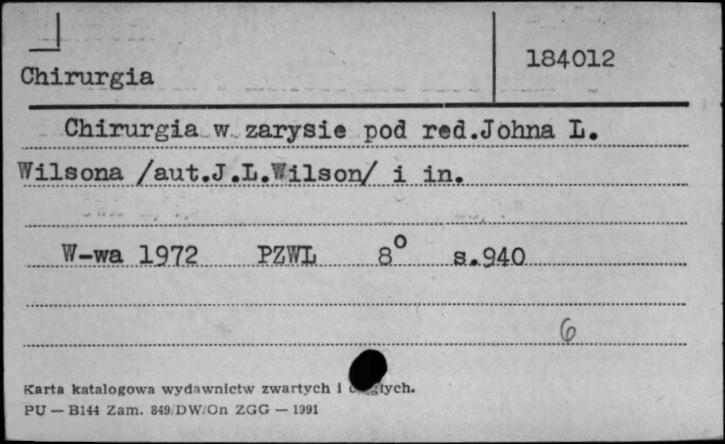 184012
Chirurgia
Chirurgia w zarysie pod red.Johna L.
Wilsona /aut.J.L.Wilson/ i in.
W-wa 1972 PZWL 8° s.940
6
Karta katalogowa wydawnictw zwartych i
PU — B144 Zam. 849/DW/On ZGG — 1991